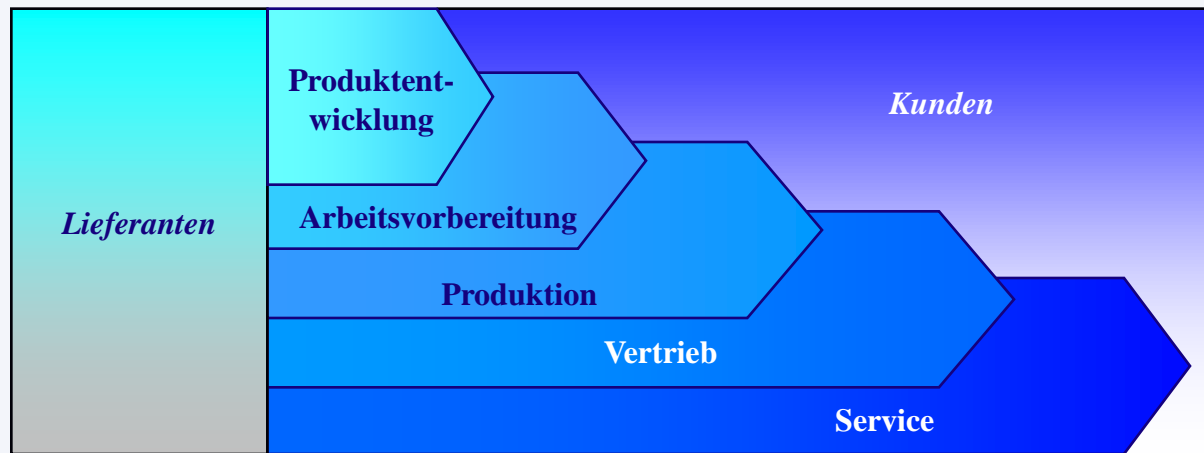 Produktent-
wicklung
Kunden
Lieferanten
Arbeitsvorbereitung
Produktion
Vertrieb
Service